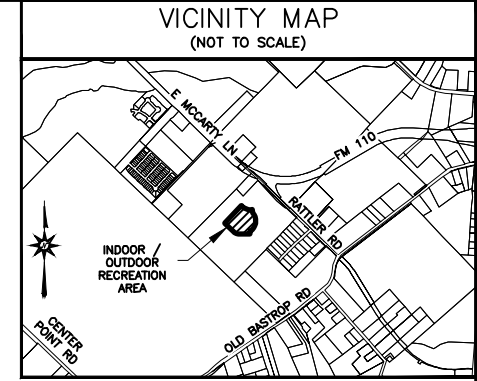 VICINITY MAP
(NOT TO SCALE)
E MCCARTY LN
FM 110
RATTLER RD
INDOOR /
OUTDOOR
RECREATION
AREA
N
OLD BASTROP RD
CENTER
POINT RD